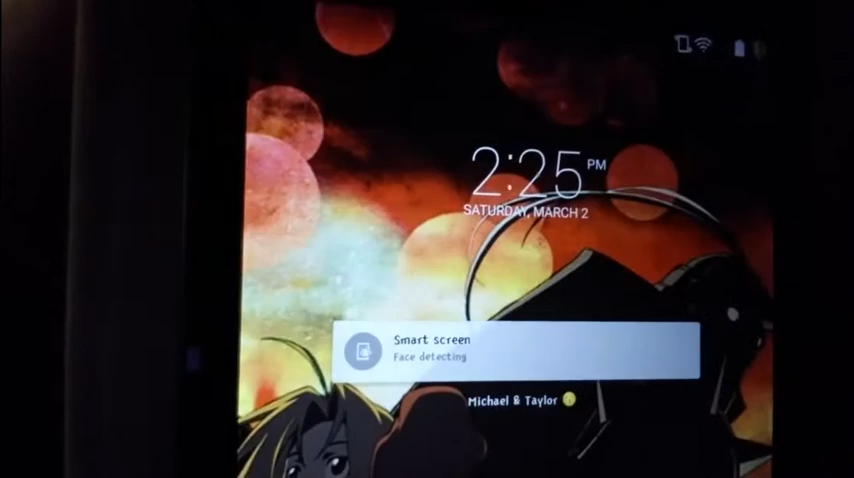 2:25 PM
SATURDAY, MARCH 2
Smart screen
Face detecting
Michael & Taylor